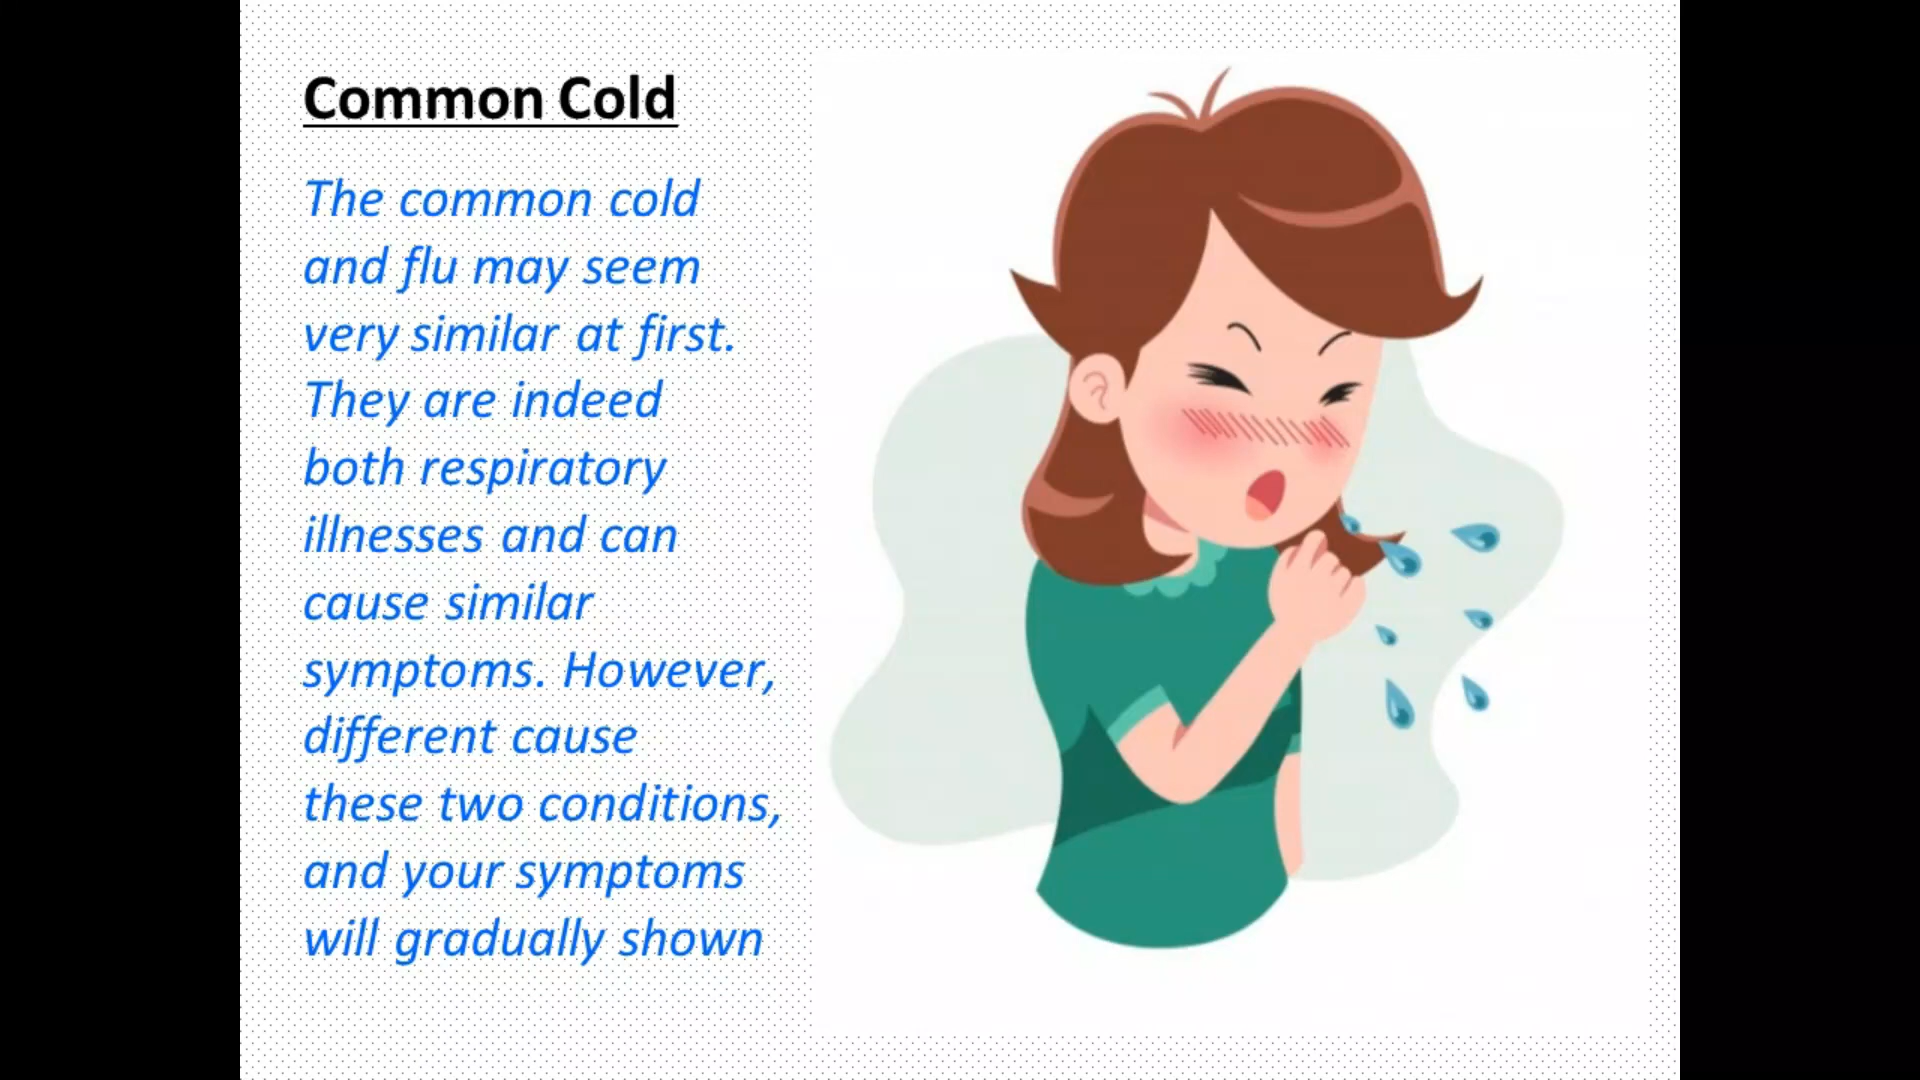 Common Cold
The common cold
and flu may seem
very similar at first.
They are indeed
both respiratory
illnesses and can
cause similar
symptoms. However,
different cause
these two conditions,
and your symptoms
will gradually shown